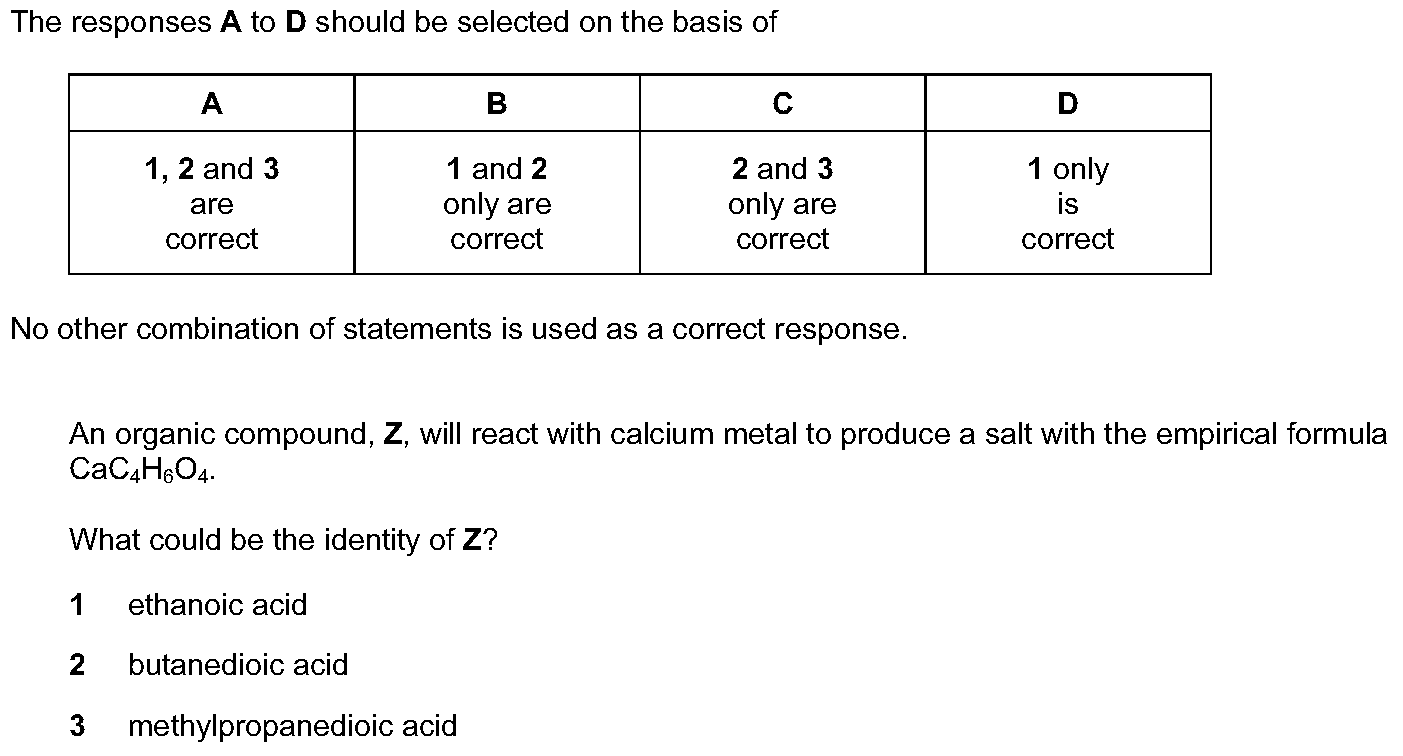 The responses A to D should be selected on the basis of
A B C D
1, 2 and 3 1 and 2 2 and 3 1 only
are only are only are is
correct correct correct correct
No other combination of statements is used as a correct response.
An organic compound, Z, will react with calcium metal to produce a salt with the empirical formula
CaC₄H₆O₄.
What could be the identity of Z?
1 ethanoic acid
2 butanedioic acid
3 methylpropanedioic acid